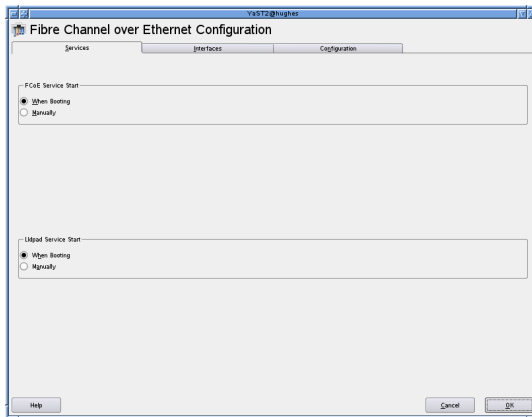 YaST2@hughes
Fibre Channel over Ethernet Configuration
Services Interfaces Configuration
FCoE Service Start
When Booting
Manually
Lldpad Service Start
When Booting
Manually
Help Cancel OK